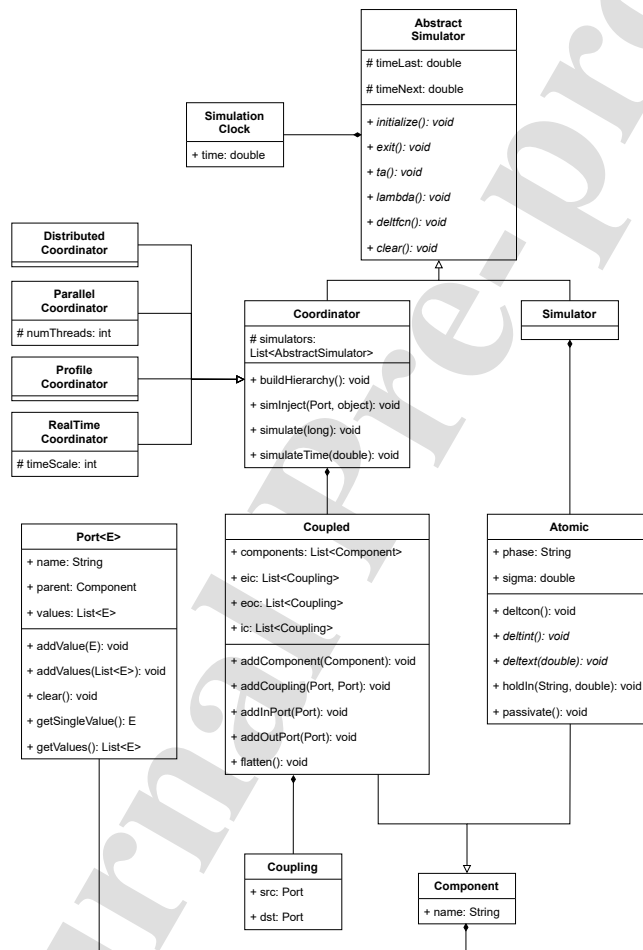 Abstract
Simulator
# timeLast: double
# timeNext: double
+ initialize(): void
+ exit(): void
+ ta(): void
+ lambda(): void
+ deltfcn(): void
+ clear(): void
Simulation
Clock
+ time: double
Distributed
Coordinator
Parallel
Coordinator
# numThreads: int
Profile
Coordinator
RealTime
Coordinator
# timeScale: int
Coordinator
# simulators:
List<AbstractSimulator>
+ buildHierarchy(): void
+ simInject(Port, object): void
+ simulate(long): void
+ simulateTime(double): void
Simulator
Port<E>
+ name: String
+ parent: Component
+ values: List<E>
+ addValue(E): void
+ addValues(List<E>): void
+ clear(): void
+ getSingleValue(): E
+ getValues(): List<E>
Coupled
+ components: List<Component>
+ eic: List<Coupling>
+ eoc: List<Coupling>
+ ic: List<Coupling>
+ addComponent(Component): void
+ addCoupling(Port, Port): void
+ addInPort(Port): void
+ addOutPort(Port): void
+ flatten(): void
Atomic
+ phase: String
+ sigma: double
+ deltcon(): void
+ deltint(): void
+ deltext(double): void
+ holdIn(String, double): void
+ passivate(): void
Coupling
+ src: Port
+ dst: Port
Component
+ name: String